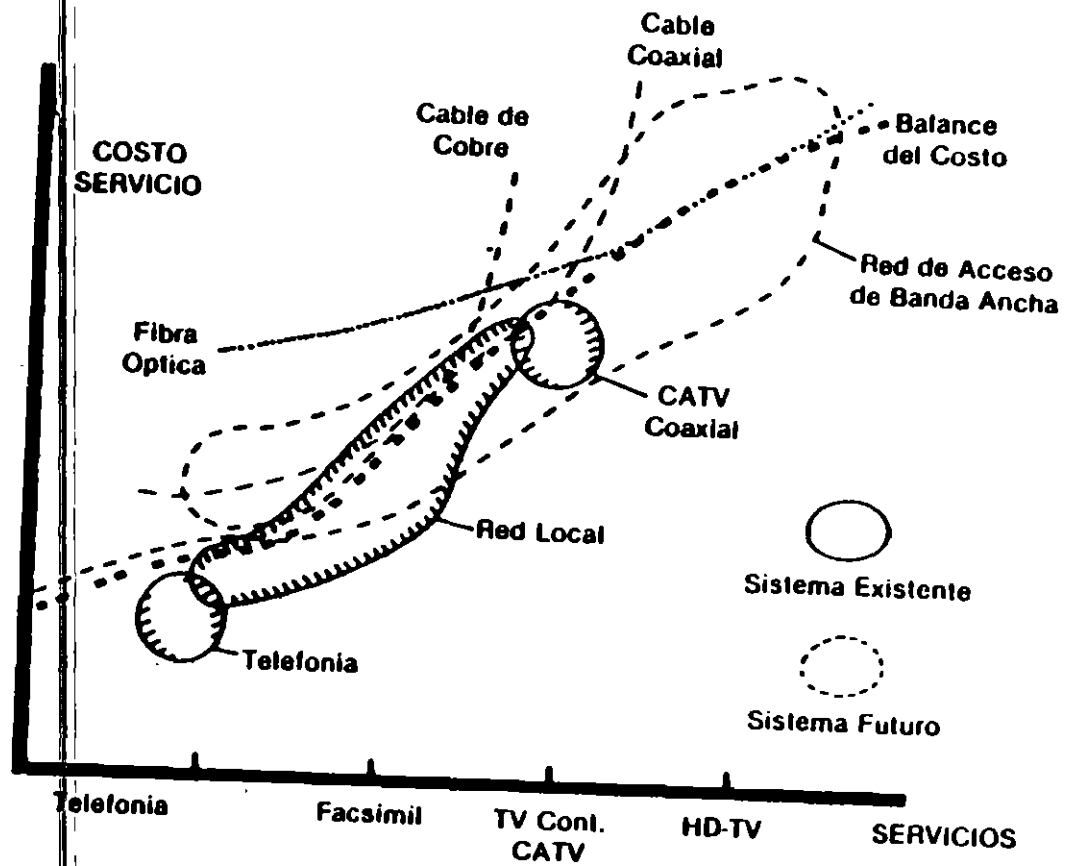 Cable
Coaxial
Cable de
Cobre
COSTO
SERVICIO
Balance
del Costo
Red de Acceso
de Banda Ancha
Fibra
Optica
CATV
Coaxial
Red Local
Sistema Existente
Telefonia
Sistema Futuro
Telefonia
Facsimil
TV Conf.
CATV
HD-TV
SERVICIOS